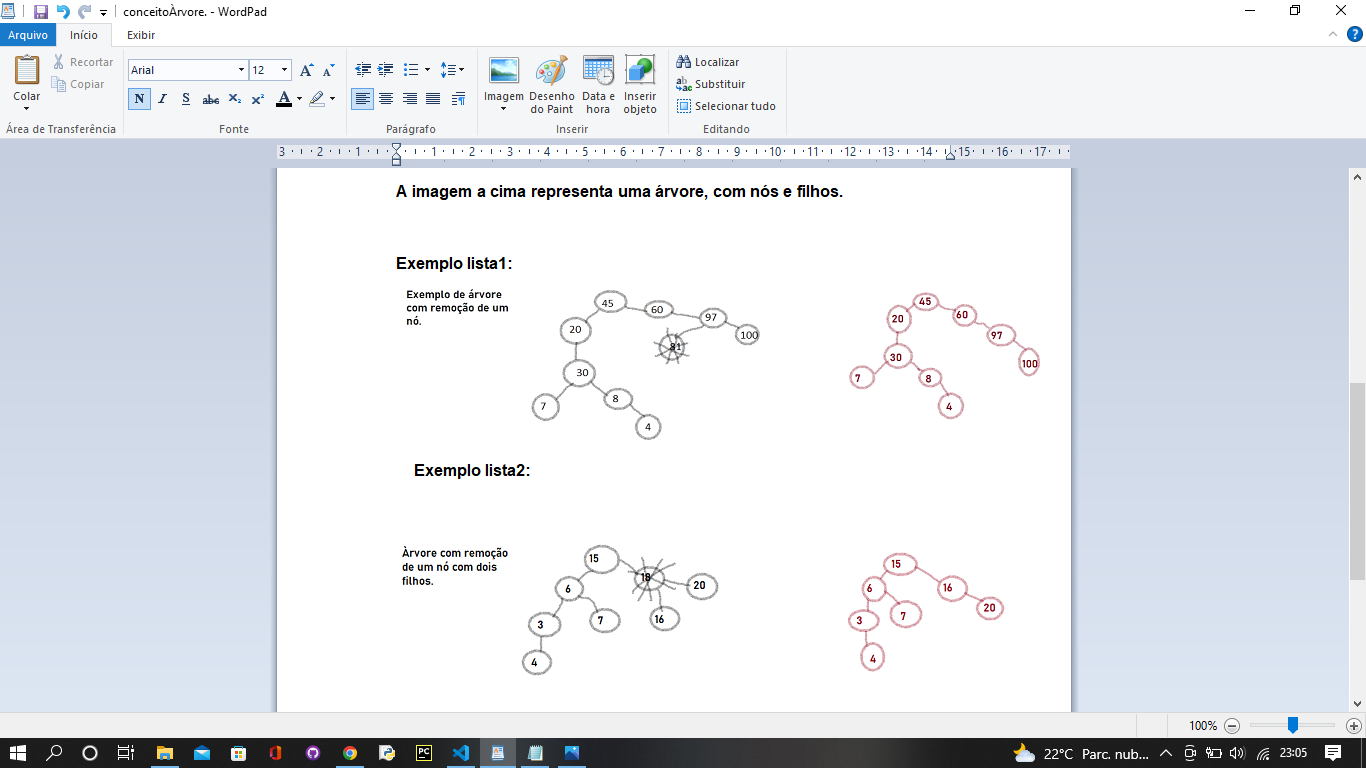 conceitoÀrvore. - WordPad
Arquivo
Início
Exibir
Colar
Recortar
Copiar
Área de Transferência
Arial
12
N I S abc X₂ X²
A
Fonte
Parágrafo
Imagem
Desenho
do Paint
Data e
hora
Inserir
objeto
Inserir
Localizar
Substituir
Selecionar tudo
Editando
3 2 1 1 2 3 4 5 6 7 8 9 10 11 12 13 14 15 16 17
A imagem a cima representa uma árvore, com nós e filhos.
Exemplo lista1:
Exemplo de árvore
com remoção de um
nó.
45
60
97
20
100
31
30
7
8
4
45
60
20
97
30
100
7
8
4
Exemplo lista2:
Àrvore com remoção
de um nó com dois
filhos.
15
18
20
6
3
7
16
4
15
6
16
20
3
7
4
100%
PC
22°C Parc. nub...
23:05